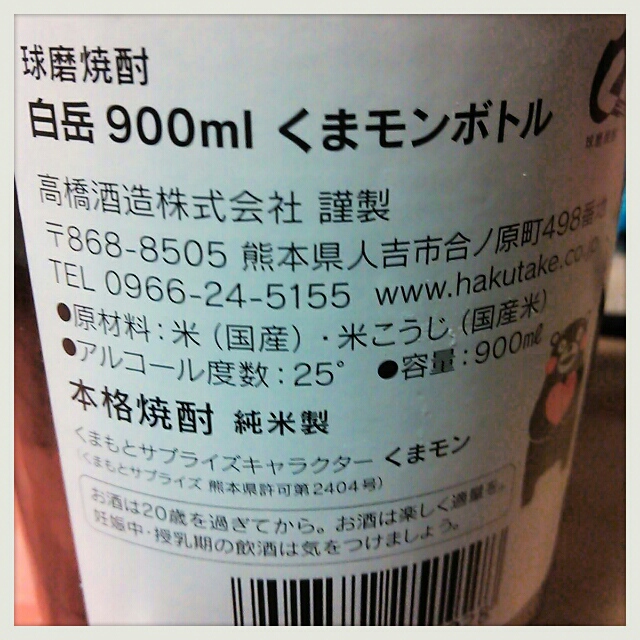 球磨焼酎
白岳 900ml くまモンボトル
高橋酒造株式会社 謹製
〒868-8505 熊本県人吉市合ノ原町498番地
TEL 0966-24-5155 www.hakutake.co.jp
●原材料：米（国産）・米こうじ（国産米）
●アルコール度数：25° ●容量：900mℓ
本格焼酎 純米製
くまもとサプライズキャラクター くまモン
（くまもとサプライズ 熊本県許可第2404号）
お酒は20歳を過ぎてから。お酒は楽しく適量を。
妊娠中・授乳期の飲酒は気をつけましょう。